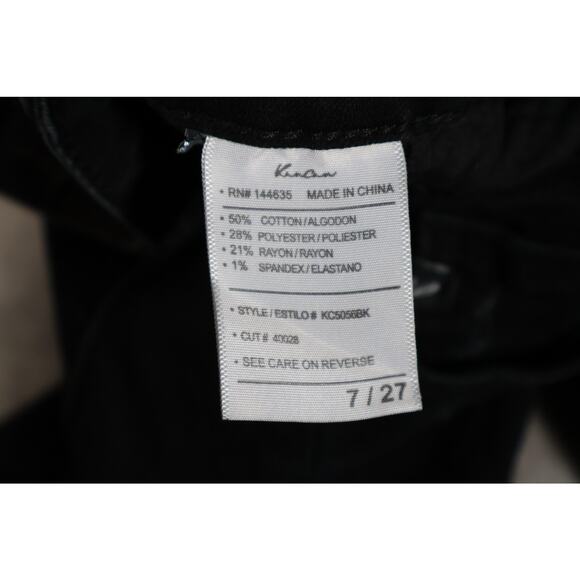 KanCan
• RN# 144635 MADE IN CHINA
• 50% COTTON/ALGODON
• 28% POLYESTER/POLIESTER
• 21% RAYON/RAYON
• 1% SPANDEX/ELASTANO
• STYLE/ESTILO# KC5056BK
• CUT# 40028
• SEE CARE ON REVERSE
7 / 27